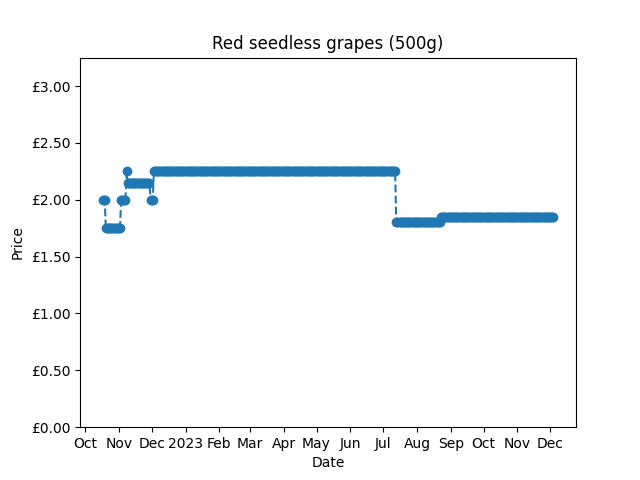 Red seedless grapes (500g)
£3.00
£2.50
£2.00
£1.50
£1.00
£0.50
£0.00
Price
Oct Nov Dec 2023 Feb Mar Apr May Jun Jul Aug Sep Oct Nov Dec
Date